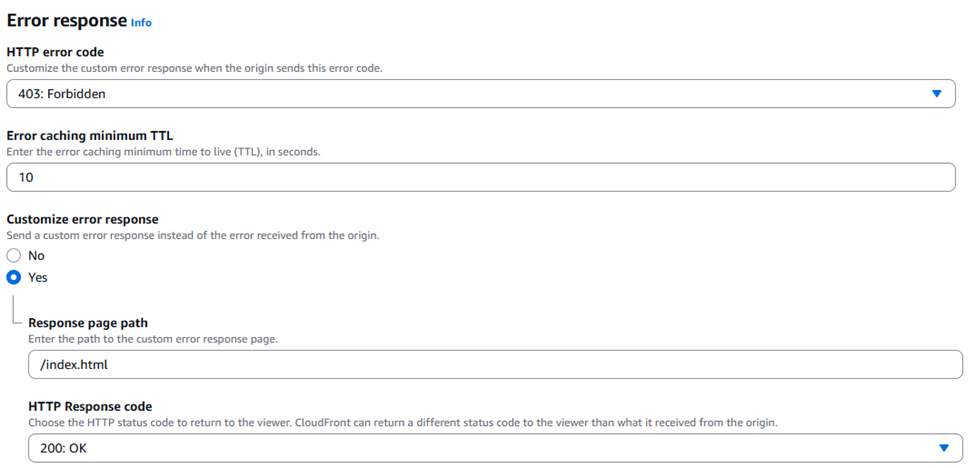 Error response Info
HTTP error code
Customize the custom error response when the origin sends this error code.
403: Forbidden
Error caching minimum TTL
Enter the error caching minimum time to live (TTL), in seconds.
10
Customize error response
Send a custom error response instead of the error received from the origin.
No
Yes
Response page path
Enter the path to the custom error response page.
/index.html
HTTP Response code
Choose the HTTP status code to return to the viewer. CloudFront can return a different status code to the viewer than what it received from the origin.
200: OK